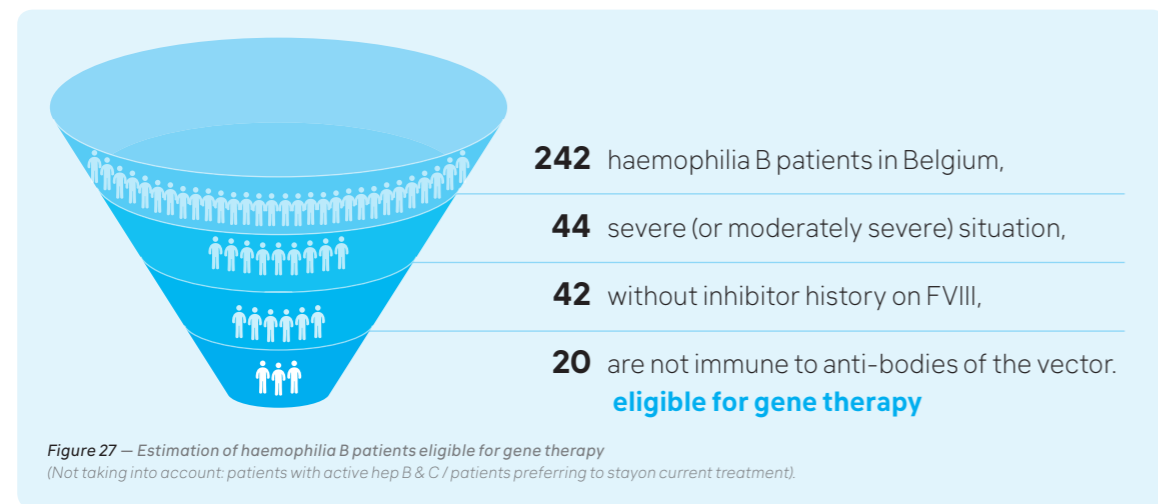 242 haemophilia B patients in Belgium,
44 severe (or moderately severe) situation,
42 without inhibitor history on FVIII,
20 are not immune to anti-bodies of the vector.
eligible for gene therapy
Figure 27 — Estimation of haemophilia B patients eligible for gene therapy
(Not taking into account: patients with active hep B & C / patients preferring to stayon current treatment).